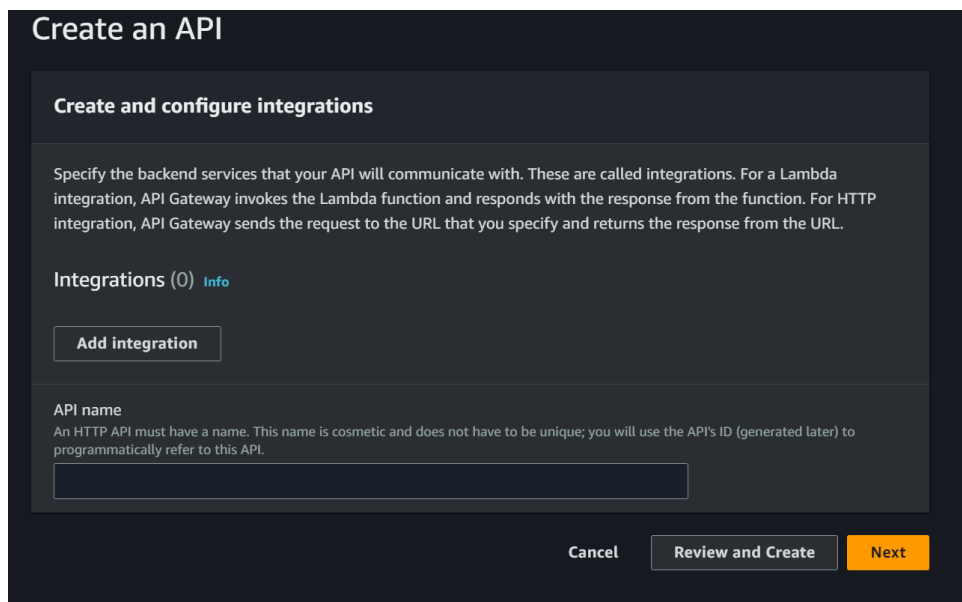 Create an API
Create and configure integrations
Specify the backend services that your API will communicate with. These are called integrations. For a Lambda
integration, API Gateway invokes the Lambda function and responds with the response from the function. For HTTP
integration, API Gateway sends the request to the URL that you specify and returns the response from the URL.
Integrations (0) Info
Add integration
API name
An HTTP API must have a name. This name is cosmetic and does not have to be unique; you will use the API's ID (generated later) to
programmatically refer to this API.
Cancel Review and Create Next